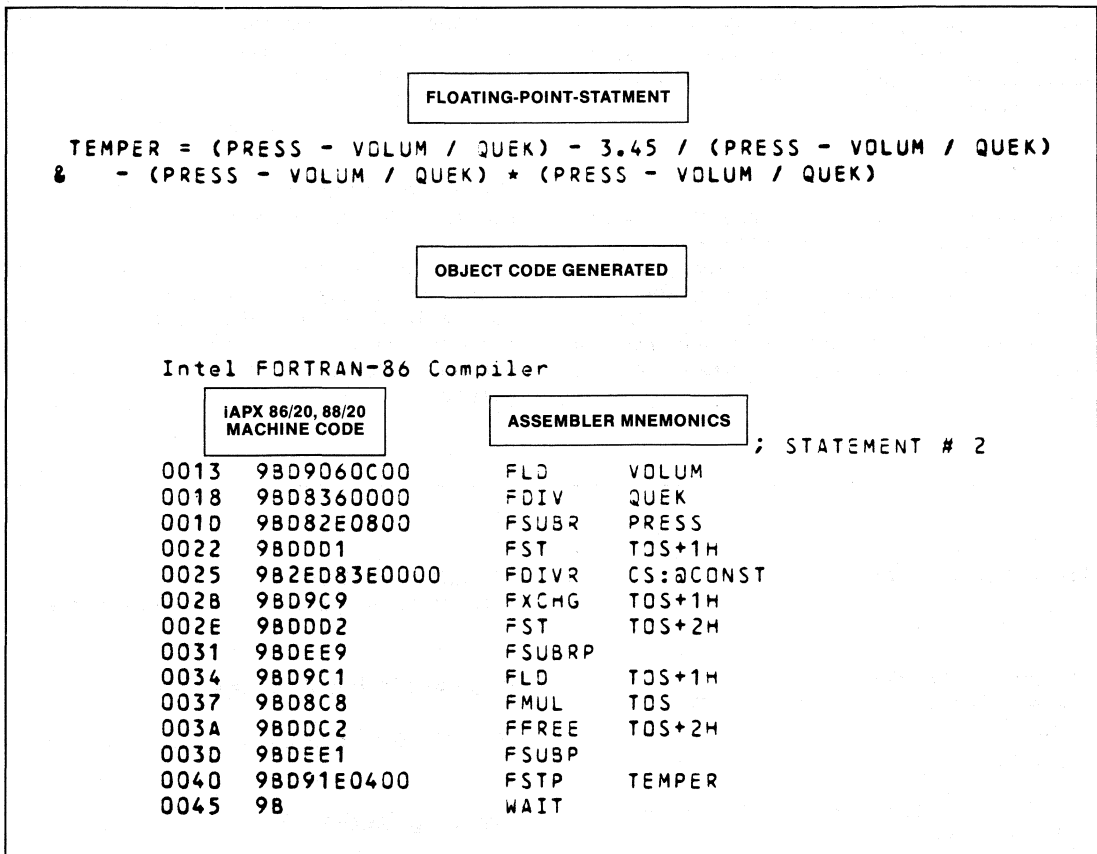 FLOATING-POINT-STATMENT
TEMPER = (PRESS - VOLUM / QUEK) - 3.45 / (PRESS - VOLUM / QUEK)
& - (PRESS - VOLUM / QUEK) * (PRESS - VOLUM / QUEK)
OBJECT CODE GENERATED
Intel FORTRAN-86 Compiler
iAPX 86/20, 88/20
MACHINE CODE
ASSEMBLER MNEMONICS
; STATEMENT # 2
0013 9BD9060C00 FLD VOLUM
0018 9BD8360000 FDIV QUEK
001D 9BD82E0800 FSUBR PRESS
0022 9BDDD1 FST TOS+1H
0025 9B2ED83E0000 FDIVR CS:@CONST
002B 9BD9C9 FXCHG TOS+1H
002E 9BDDD2 FST TOS+2H
0031 9BDEE9 FSUBRP
0034 9BD9C1 FLD TOS+1H
0037 9BD8C8 FMUL TOS
003A 9BDDC2 FFREE TOS+2H
003D 9BDEE1 FSUBP
0040 9BD91E0400 FSTP TEMPER
0045 9B WAIT